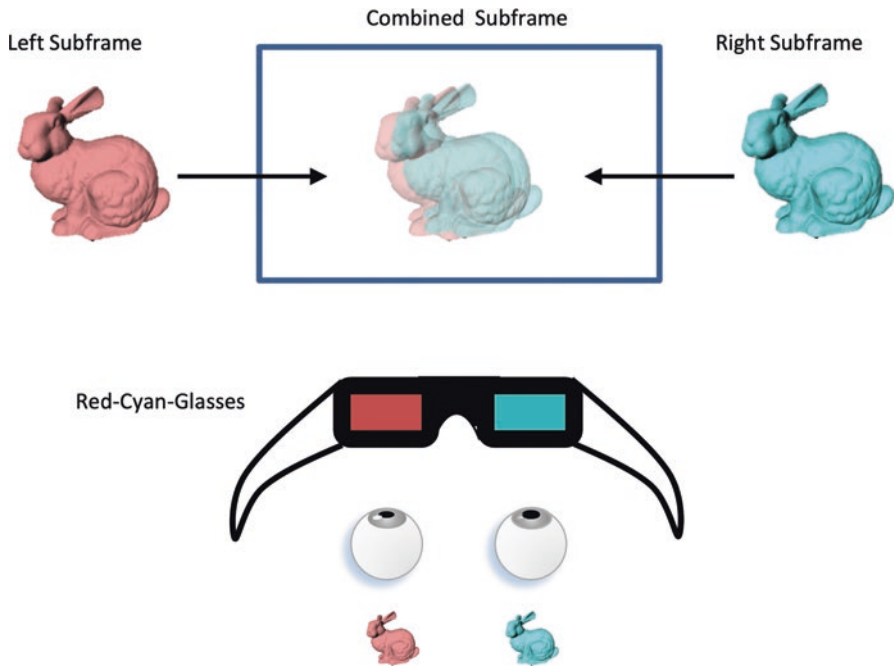 Left Subframe
Combined Subframe
Right Subframe
Red-Cyan-Glasses